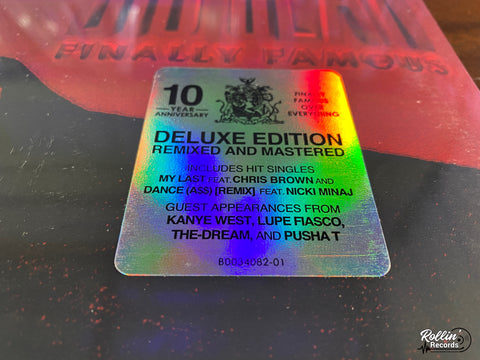 FINALLY FAMOUS
10
YEAR
ANNIVERSARY
FINALLY
FAMOUS
OVER
EVERYTHING
DELUXE EDITION
REMIXED AND MASTERED
INCLUDES HIT SINGLES
MY LAST FEAT. CHRIS BROWN AND
DANCE (ASS) [REMIX] FEAT. NICKI MINAJ
GUEST APPEARANCES FROM
KANYE WEST, LUPE FIASCO,
THE-DREAM, AND PUSHA T
B0034082-01
Rollin'
Records